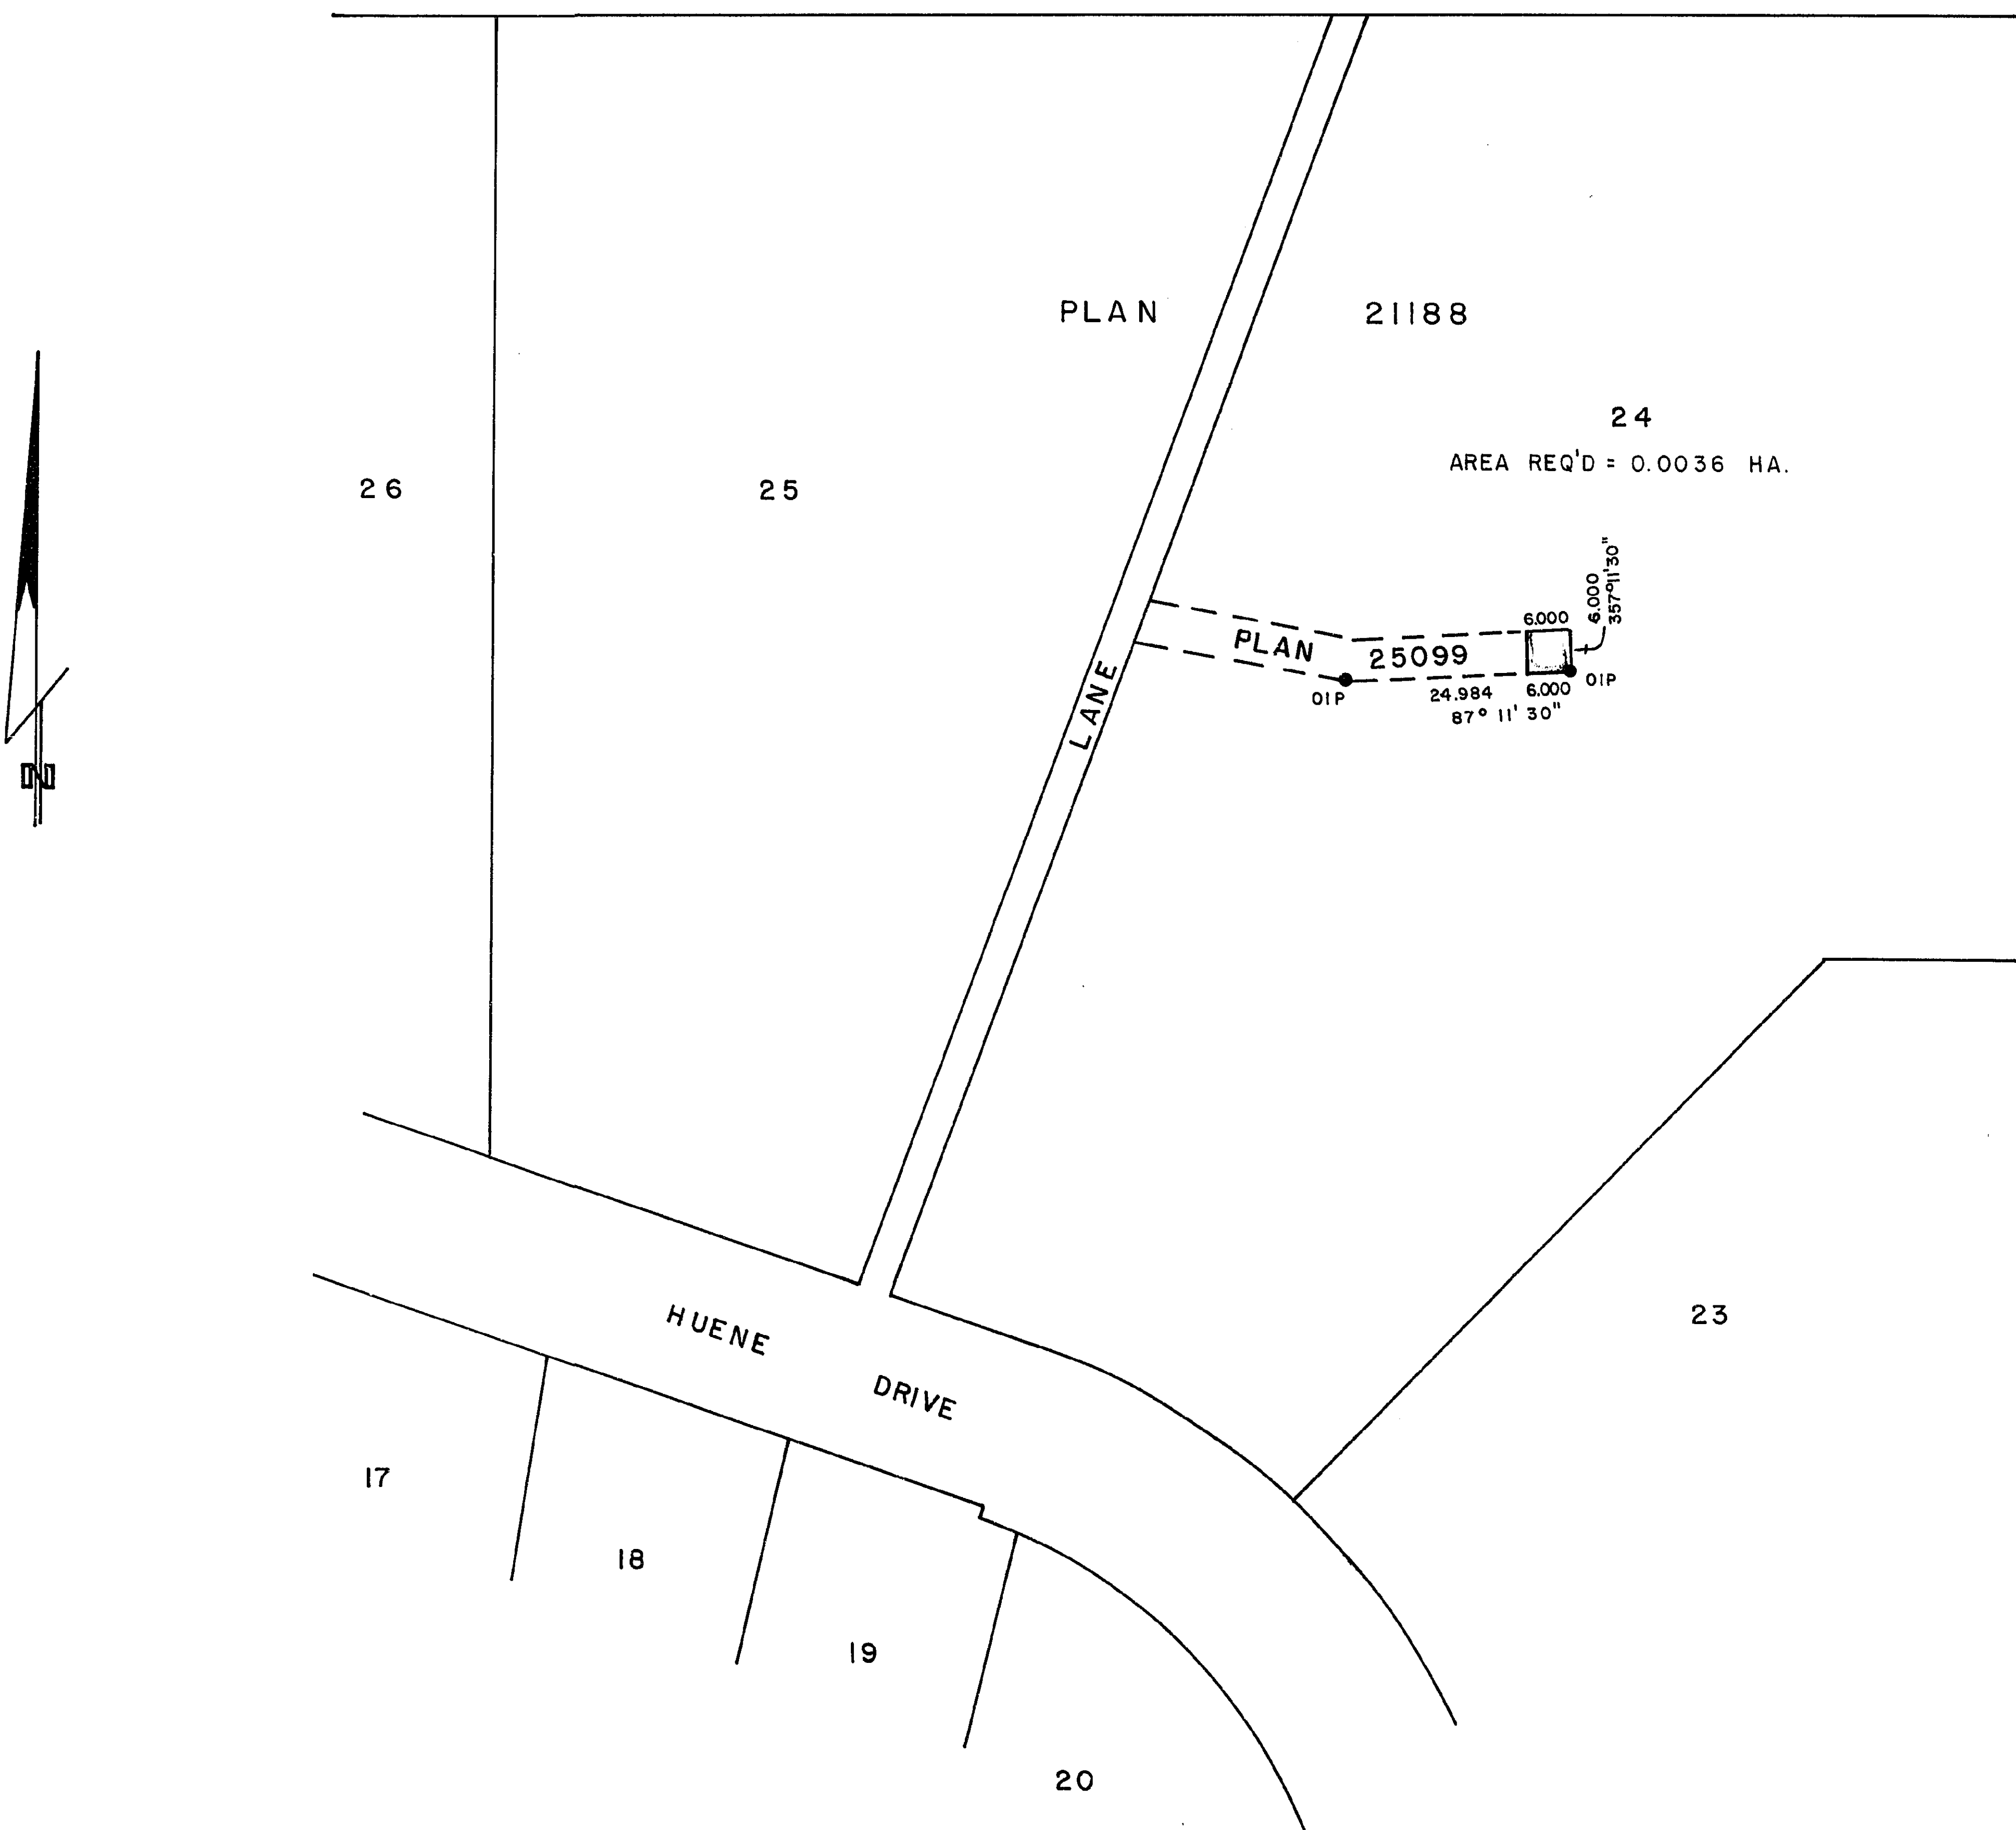 PLAN 21188
24
AREA REQ'D = 0.0036 HA.
26
25
6.000
357°11'30"
6.000
PLAN 25099
OIP
24.984
6.000
OIP
87° 11' 30"
LANE
N
23
HUENE DRIVE
17
18
19
20